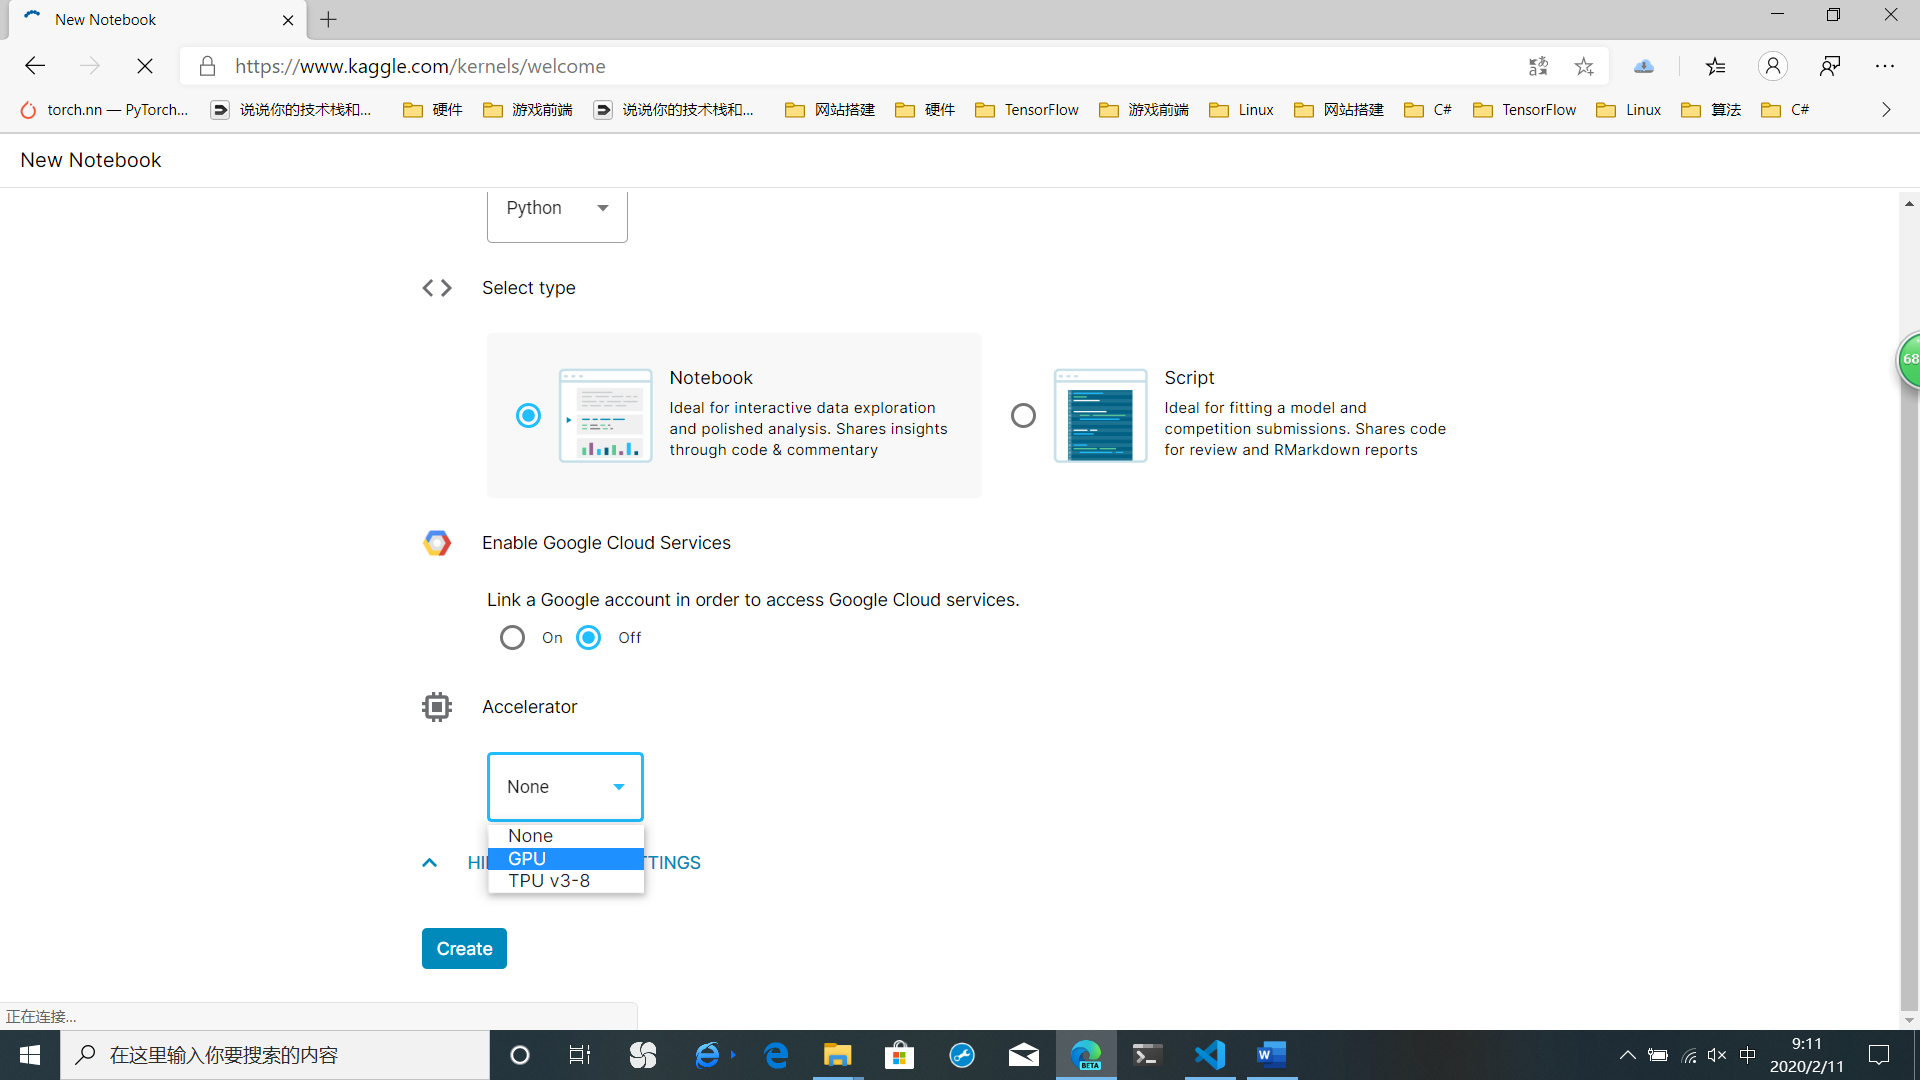 New Notebook
https://www.kaggle.com/kernels/welcome
torch.nn — PyTorch...
说说你的技术栈和...
硬件
游戏前端
说说你的技术栈和...
网站搭建
硬件
TensorFlow
游戏前端
Linux
网站搭建
C#
TensorFlow
Linux
算法
C#
New Notebook
Python
Select type
Notebook
Ideal for interactive data exploration
and polished analysis. Shares insights
through code & commentary
Script
Ideal for fitting a model and
competition submissions. Shares code
for review and RMarkdown reports
68
Enable Google Cloud Services
Link a Google account in order to access Google Cloud services.
On
Off
Accelerator
None
None
GPU
TPU v3-8
Create
正在连接...
在这里输入你要搜索的内容
BETA
中
9:11
2020/2/11